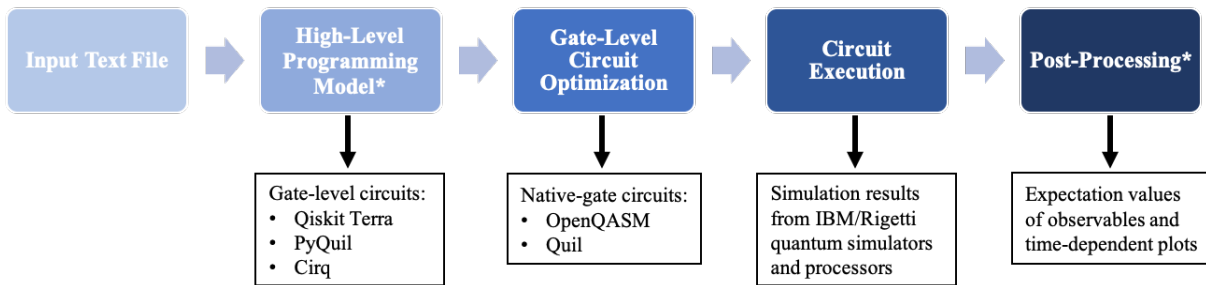 Input Text File
High-Level
Programming
Model*
Gate-Level
Circuit
Optimization
Circuit
Execution
Post-Processing*
Gate-level circuits:
• Qiskit Terra
• PyQuil
• Cirq
Native-gate circuits:
• OpenQASM
• Quil
Simulation results
from IBM/Rigetti
quantum simulators
and processors
Expectation values
of observables and
time-dependent plots